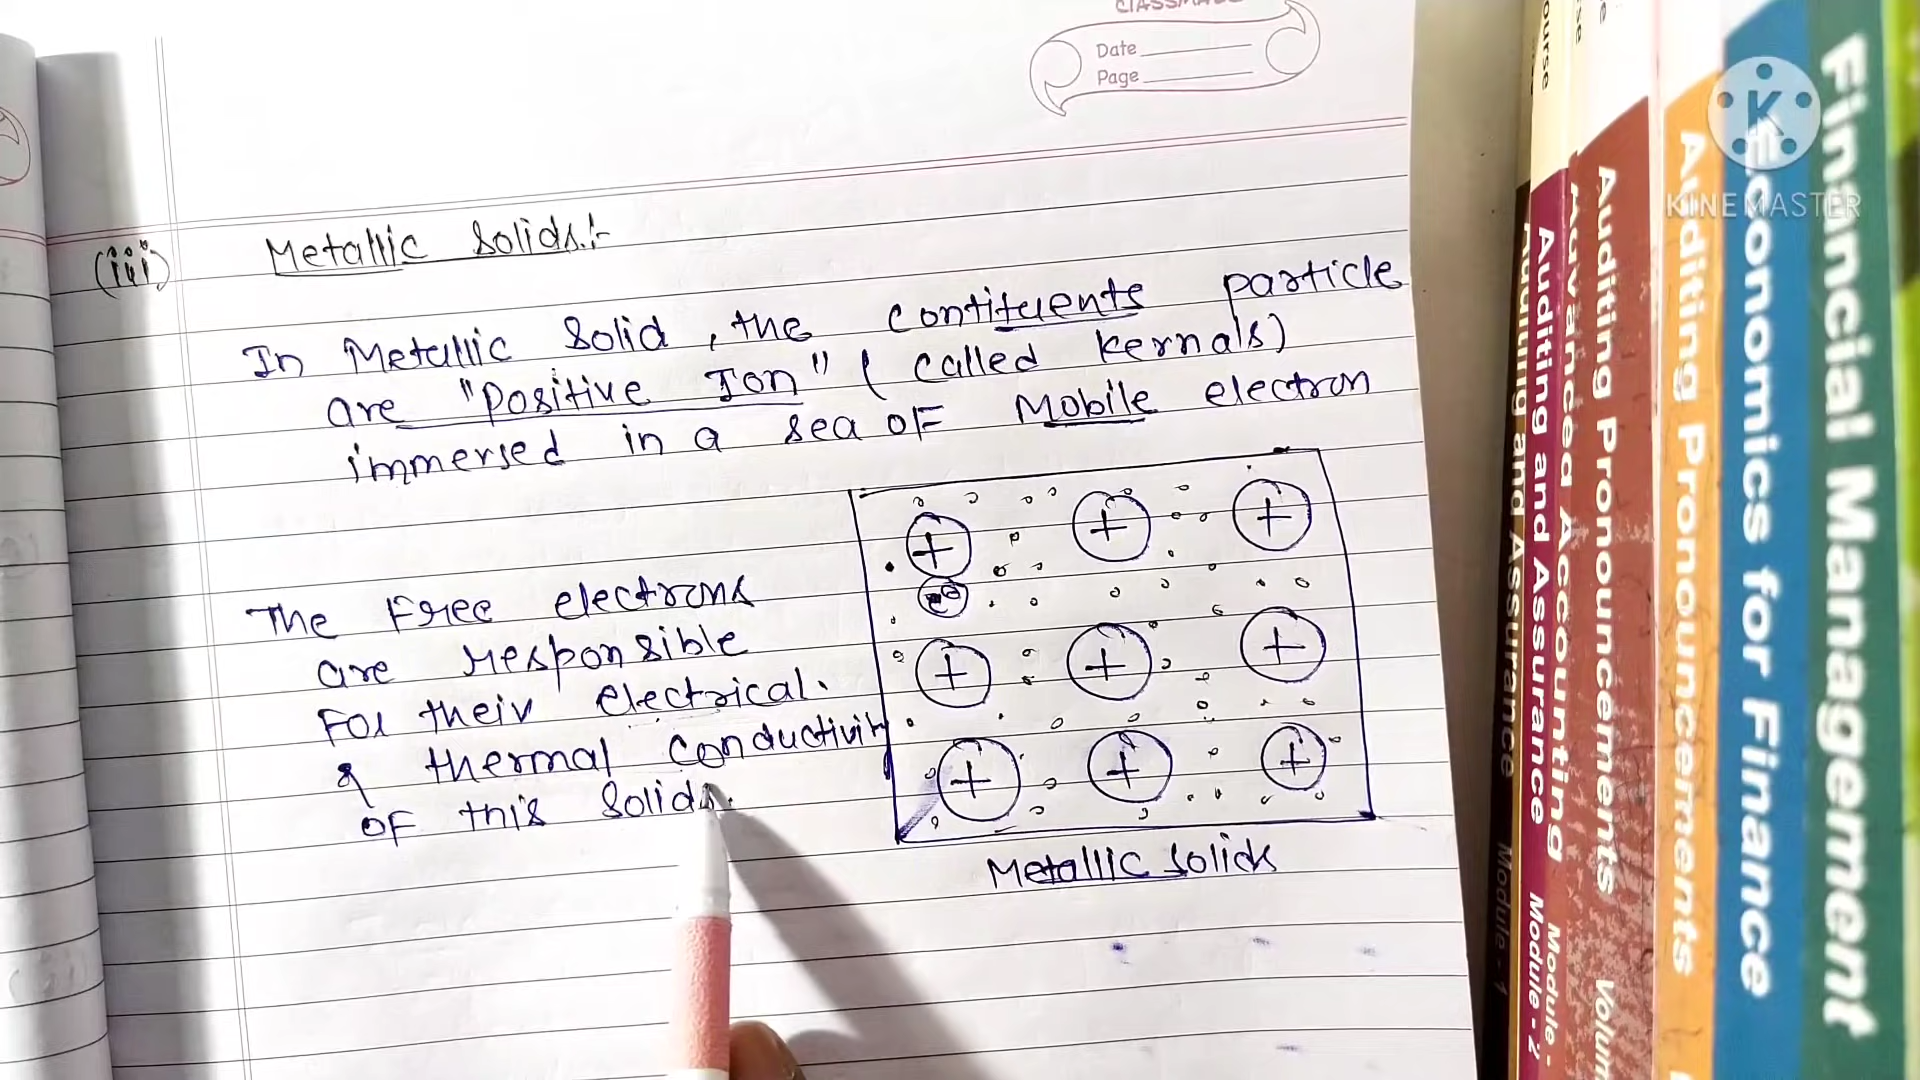 CLASSMATE
Date
Page
(iii) Metallic Solids:-
In Metallic Solid, the contituents particle
are "Positive Ion" (called kernals)
immersed in a sea of Mobile electron
The Free electrons
are responsible
For their electrical.
& thermal conductivity
of this Solids.
+ + +
e⊖
+ + +
+ + +
Metallic solids
KINEMASTER
Financial Management
Economics for Finance
Auditing Pronouncements
Auditing Pronouncements Volum
Advanced Accounting Module -
Auditing and Assurance Module - 2
Auditing and Assurance Module - 1